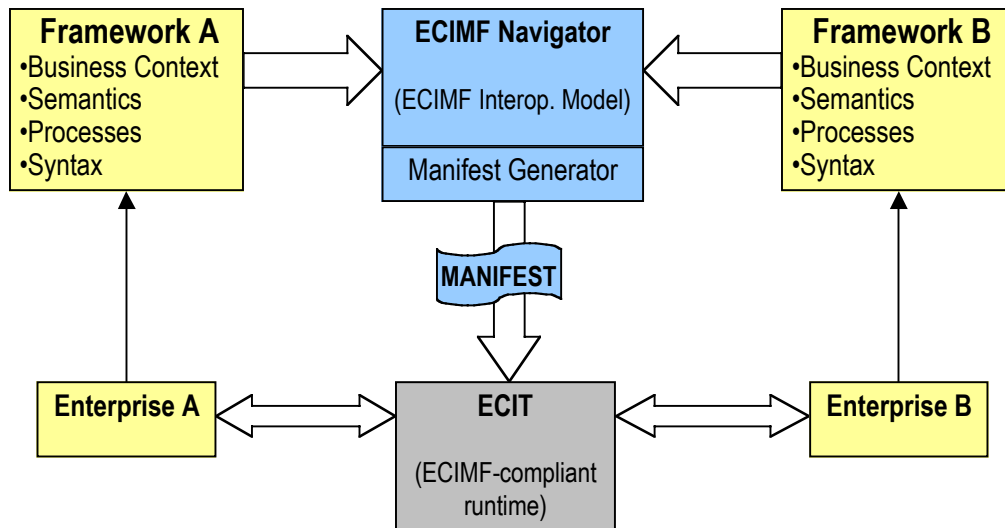 Framework A
•Business Context
•Semantics
•Processes
•Syntax
ECIMF Navigator
(ECIMF Interop. Model)
Manifest Generator
Framework B
•Business Context
•Semantics
•Processes
•Syntax
MANIFEST
Enterprise A
ECIT
(ECIMF-compliant
runtime)
Enterprise B